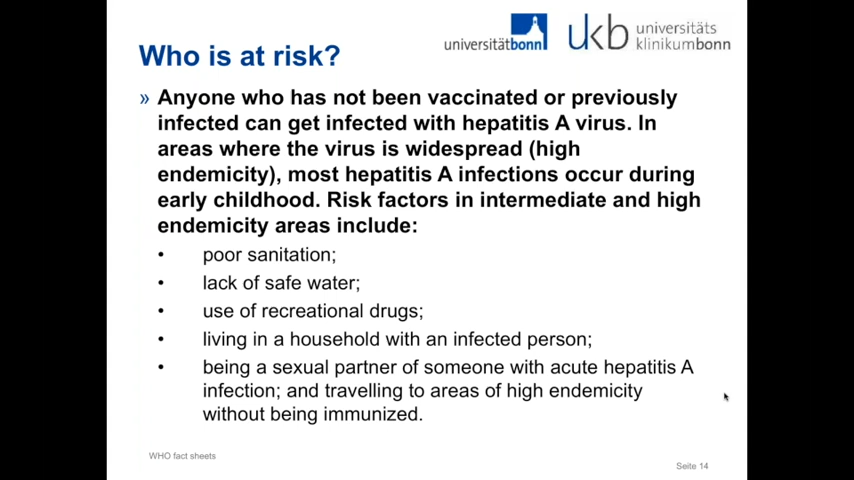 universitätbonn
ukb universitäts
klinikumbonn
Who is at risk?
» Anyone who has not been vaccinated or previously
infected can get infected with hepatitis A virus. In
areas where the virus is widespread (high
endemicity), most hepatitis A infections occur during
early childhood. Risk factors in intermediate and high
endemicity areas include:
• poor sanitation;
• lack of safe water;
• use of recreational drugs;
• living in a household with an infected person;
• being a sexual partner of someone with acute hepatitis A
infection; and travelling to areas of high endemicity
without being immunized.
WHO fact sheets
Seite 14